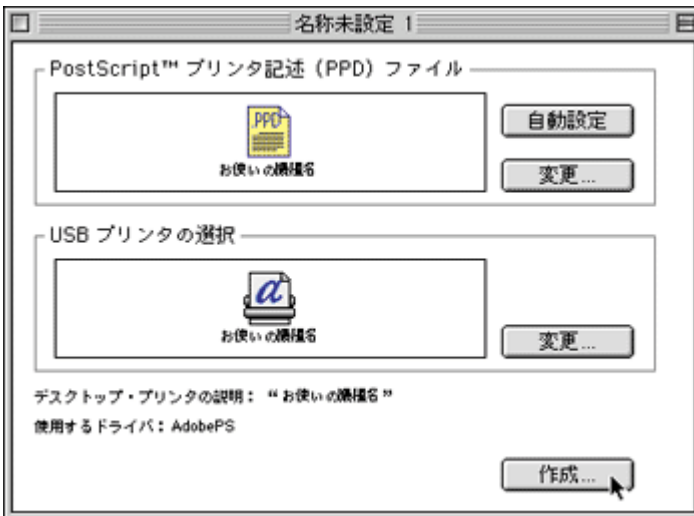 名称未設定 1
PostScript™ プリンタ記述（PPD）ファイル
.PPD
お使いの機種名
自動設定
変更...
USB プリンタの選択
a
お使いの機種名
変更...
デスクトップ・プリンタの説明： “お使いの機種名”
使用するドライバ：AdobePS
作成...